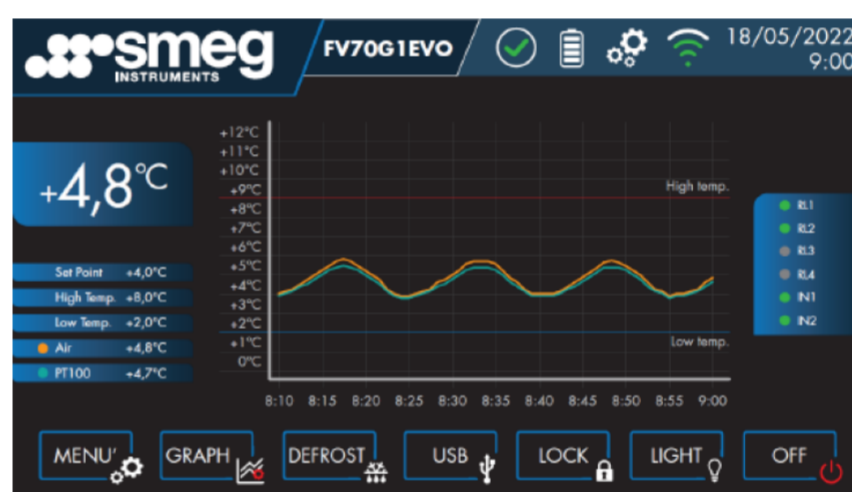 smeg
INSTRUMENTS
FV70G1EVO
18/05/2022
9:00
+4,8°C
Set Point +4,0°C
High Temp. +8,0°C
Low Temp. +2,0°C
Air +4,8°C
PT100 +4,7°C
+12°C
+11°C
+10°C
+9°C
+8°C
+7°C
+6°C
+5°C
+4°C
+3°C
+2°C
+1°C
0°C
High temp.
Low temp.
8:10 8:15 8:20 8:25 8:30 8:35 8:40 8:45 8:50 8:55 9:00
RL1
RL2
RL3
RL4
IN1
IN2
MENU' GRAPH DEFROST USB LOCK LIGHT OFF